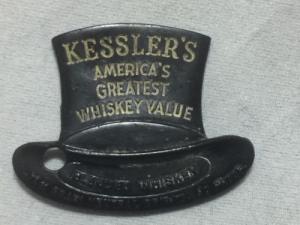 KESSLER'S
AMERICA'S
GREATEST
WHISKEY VALUE
BLENDED WHISKEY